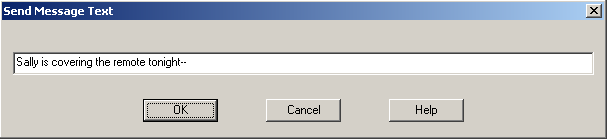 Send Message Text
Sally is covering the remote tonight--
OK Cancel Help